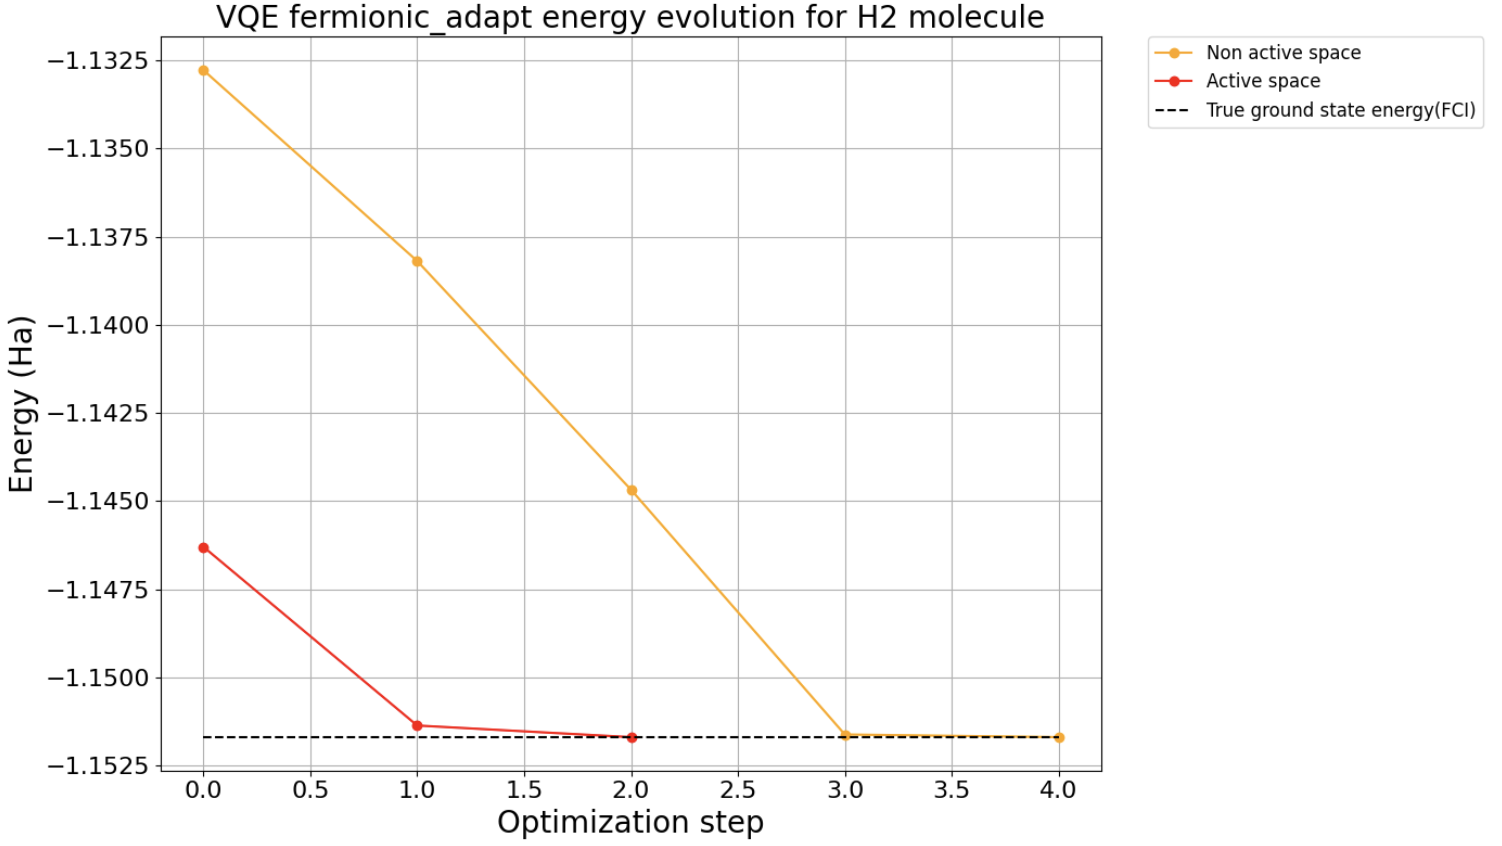 VQE fermionic_adapt energy evolution for H2 molecule
Non active space
Active space
True ground state energy(FCI)
Energy (Ha)
−1.1325
−1.1350
−1.1375
−1.1400
−1.1425
−1.1450
−1.1475
−1.1500
−1.1525
0.0 0.5 1.0 1.5 2.0 2.5 3.0 3.5 4.0
Optimization step